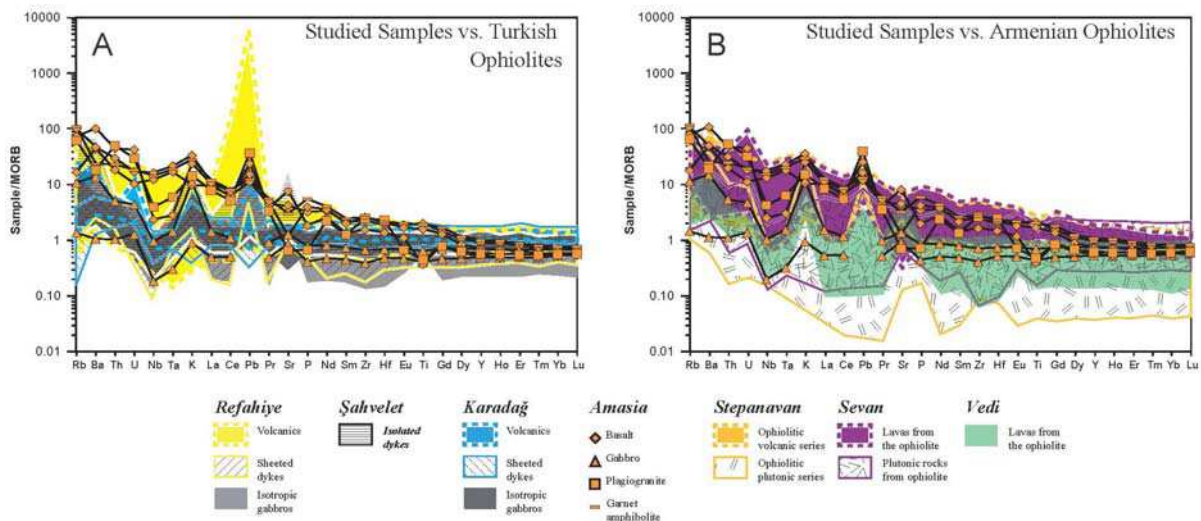 A
Studied Samples vs. Turkish
Ophiolites
Sample/MORB
10000
1000
100
10
1
0.10
0.01
Rb Ba Th U Nb Ta K La Ce Pb Pr Sr P Nd Sm Zr Hf Eu Ti Gd Dy Y Ho Er Tm Yb Lu
B
Studied Samples vs. Armenian Ophiolites
Sample/MORB
10000
1000
100
10
1
0.10
0.01
Rb Ba Th U Nb Ta K La Ce Pb Pr Sr P Nd Sm Zr Hf Eu Ti Gd Dy Y Ho Er Tm Yb Lu
Refahiye
Volcanics
Sheeted
dykes
Isotropic
gabbros
Şahvelet
Isolated
dykes
Karadağ
Volcanics
Sheeted
dykes
Isotropic
gabbros
Amasia
Basalt
Gabbro
Plagiogranite
Garnet
amphibolite
Stepanavan
Ophiolitic
volcanic series
Ophiolitic
plutonic series
Sevan
Lavas from
the ophiolite
Plutonic rocks
from ophiolite
Vedi
Lavas from
the ophiolite